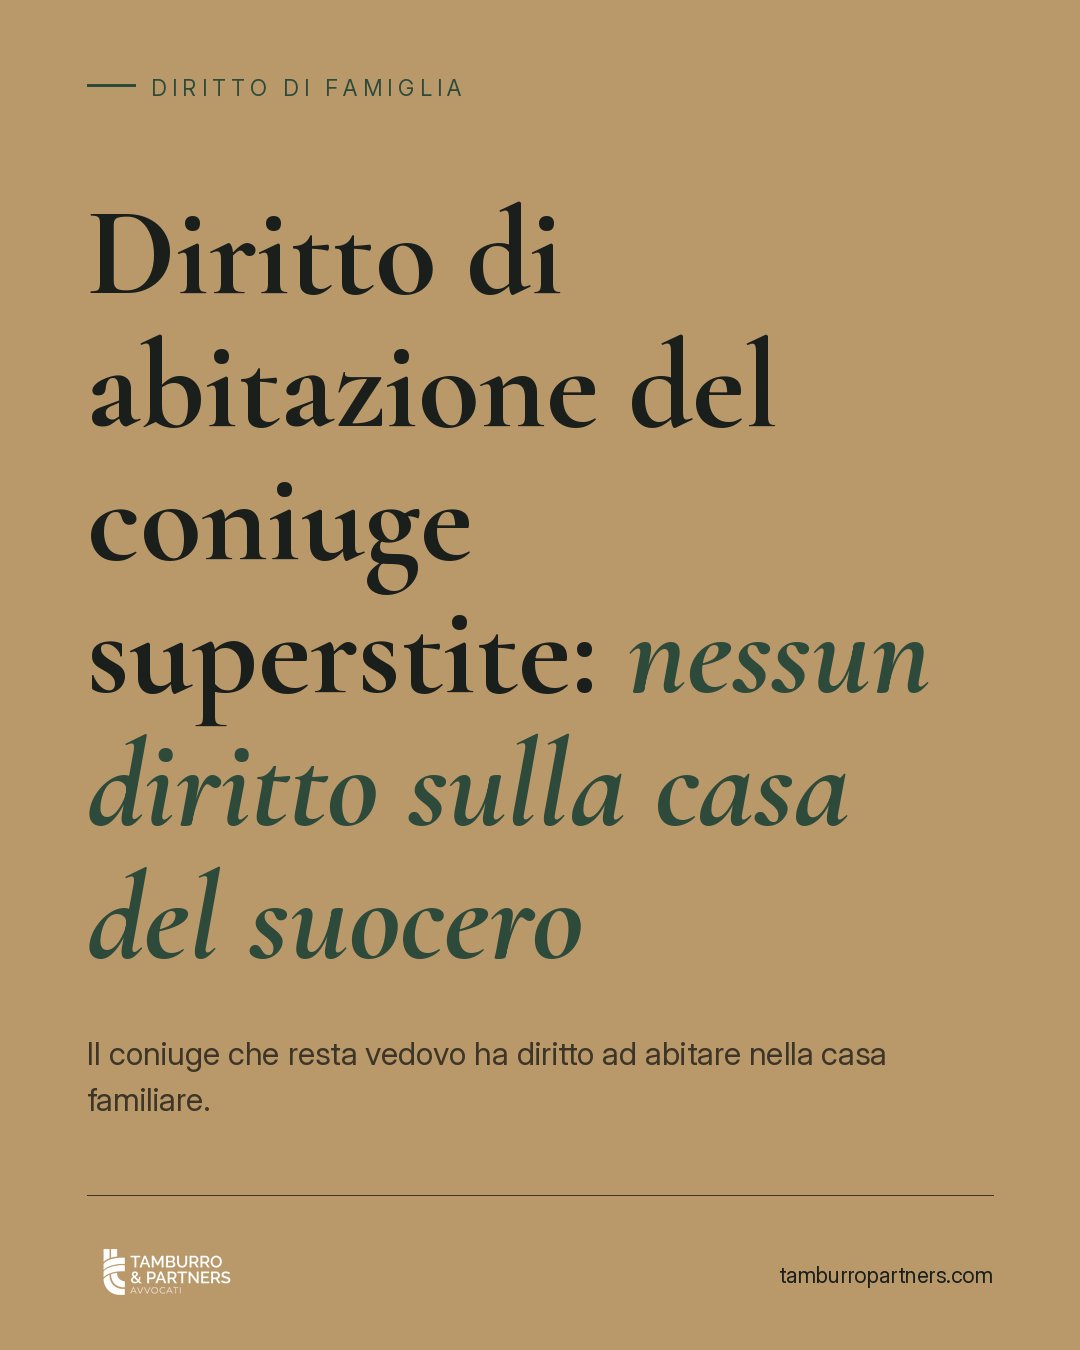 DIRITTO DI FAMIGLIA
Diritto di
abitazione del
coniuge
superstite: nessun
diritto sulla casa
del suocero
Il coniuge che resta vedovo ha diritto ad abitare nella casa
familiare.
TAMBURRO
& PARTNERS
AVVOCATI
tamburropartners.com